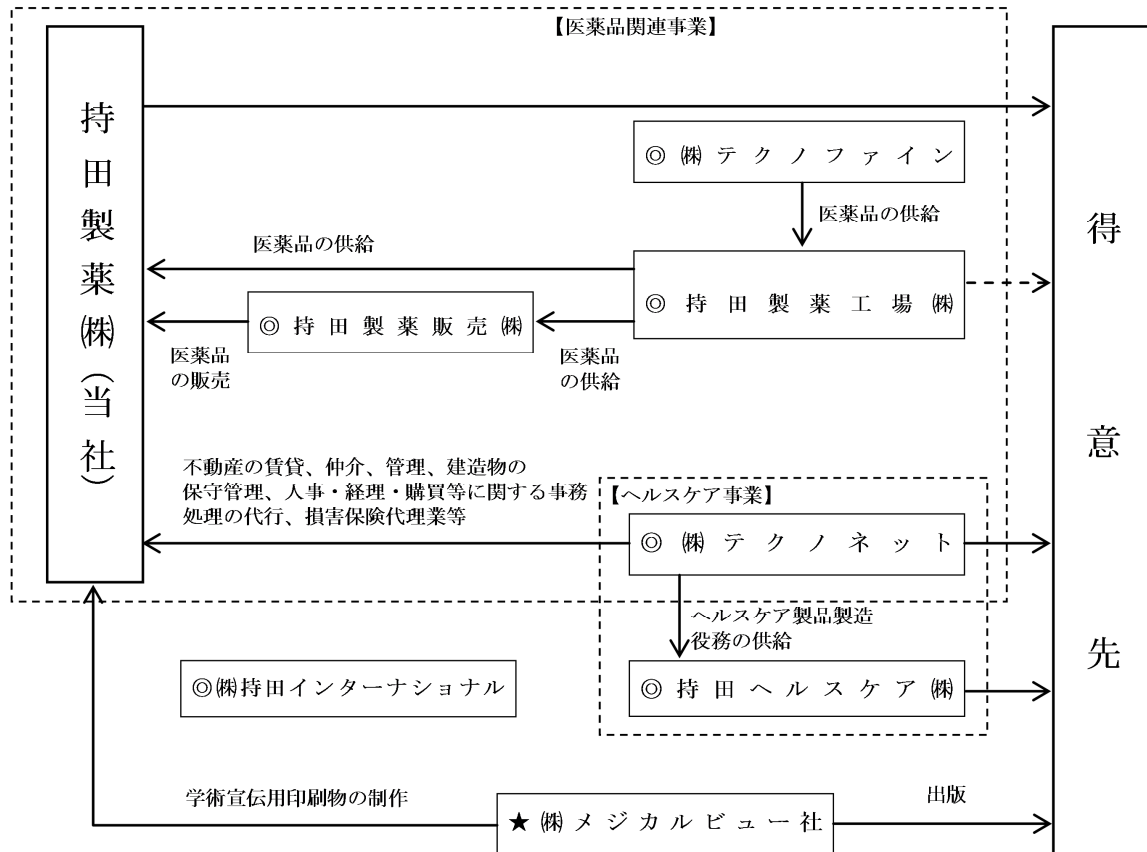 【医薬品関連事業】
持田製薬㈱(当社)
得意先
◎㈱テクノファイン
医薬品の供給
医薬品の供給
◎持田製薬工場㈱
◎持田製薬販売㈱
医薬品
の販売
医薬品
の供給
不動産の賃貸、仲介、管理、建造物の
保守管理、人事・経理・購買等に関する事務
処理の代行、損害保険代理業等
【ヘルスケア事業】
◎㈱テクノネット
ヘルスケア製品製造
役務の供給
◎㈱持田インターナショナル
◎持田ヘルスケア㈱
学術宣伝用印刷物の制作
出版
★㈱メジカルビュー社